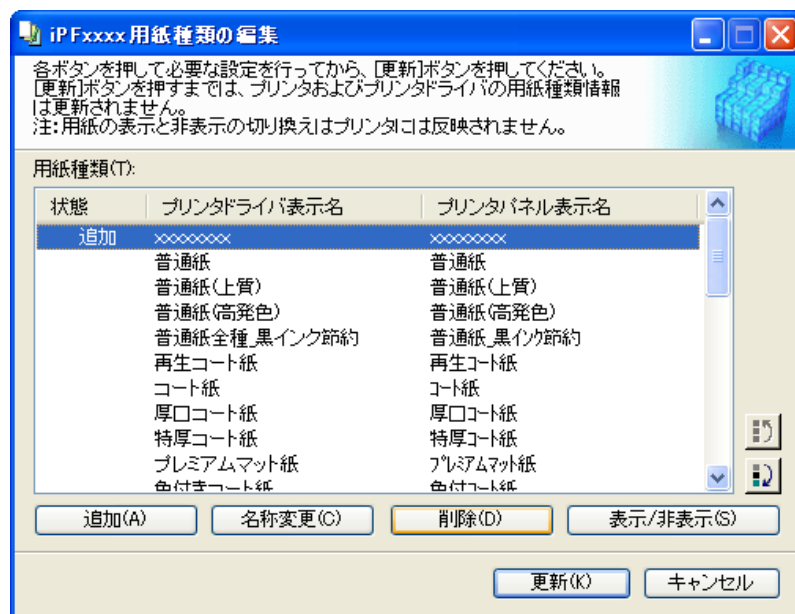 iPFxxxx 用紙種類の編集
各ボタンを押して必要な設定を行ってから、[更新]ボタンを押してください。
[更新]ボタンを押すまでは、プリンタおよびプリンタドライバの用紙種類情報
は更新されません。
注:用紙の表示と非表示の切り換えはプリンタには反映されません。
用紙種類(T):
状態 プリンタドライバ表示名 プリンタパネル表示名
追加 xxxxxxxx xxxxxxxx
普通紙 普通紙
普通紙(上質) 普通紙(上質)
普通紙(高発色) 普通紙(高発色)
普通紙全種_黒インク節約 普通紙_黒インク節約
再生コート紙 再生コート紙
コート紙 コート紙
厚口コート紙 厚口コート紙
特厚コート紙 特厚コート紙
プレミアムマット紙 プレミアムマット紙
色付きコート紙 色付コート紙
追加(A) 名称変更(C) 削除(D) 表示/非表示(S)
更新(K) キャンセル